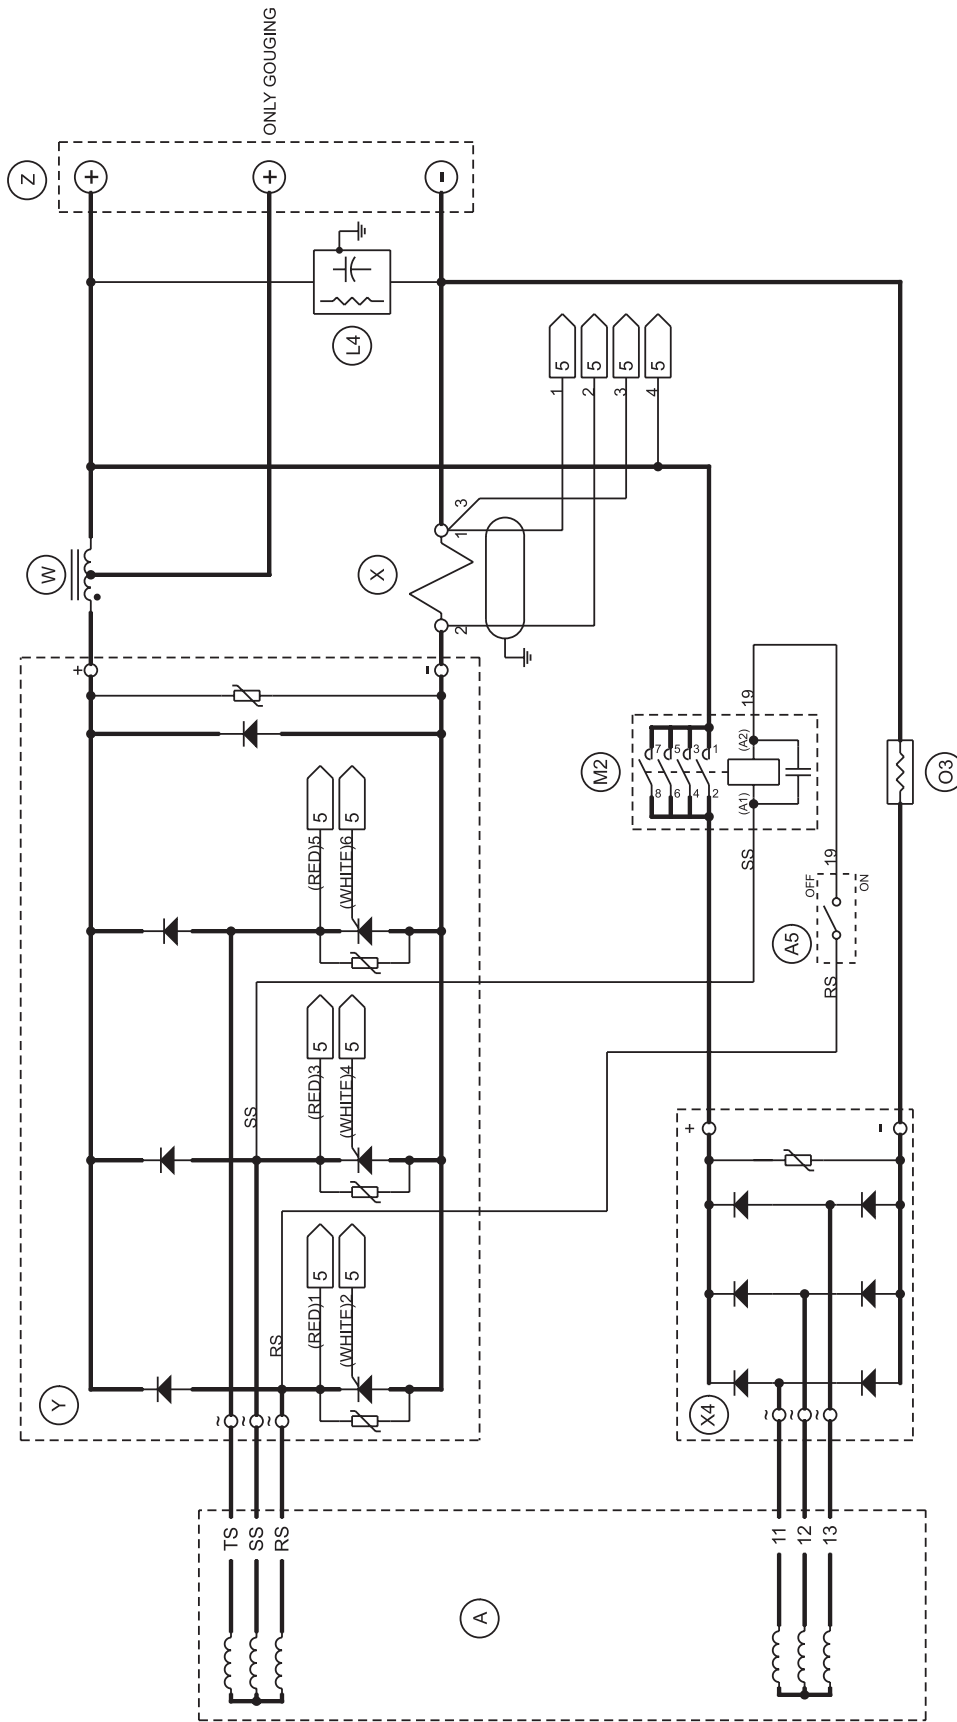 Z
+
+
-
ONLY GOUGING
L4
W
X
1
2
3
1 5
2 5
3 5
4 5
Y
+
-
(RED)5 5
(WHITE)6 5
(RED)3 5
(WHITE)4 5
(RED)1 5
(WHITE)2 5
SS
RS
~
~
~
TS
SS
RS
A
11
12
13
M2
7
5
3
1
8
6
4
2
(A2)
(A1)
19
SS
A5
OFF
ON
19
RS
O3
X4
+
-
~
~
~